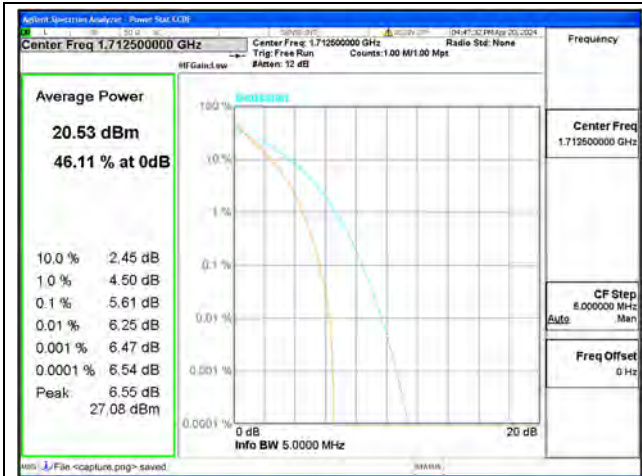 Agilent Spectrum Analyzer - Power Stat CCDF
Center Freq 1.712500000 GHz
Center Freq: 1.712500000 GHz
Trig: Free Run
Counts:1.00 M/1.00 Mpt
#IFGain:Low
#Atten: 12 dB
04:47:32 PM Apr 20, 2024
Radio Std: None
Frequency
Average Power
20.53 dBm
46.11 % at 0dB
10.0 % 2.45 dB
1.0 % 4.50 dB
0.1 % 5.61 dB
0.01 % 6.25 dB
0.001 % 6.47 dB
0.0001 % 6.54 dB
Peak 6.55 dB
27.08 dBm
Gaussian
100 %
10 %
1 %
0.1 %
0.01 %
0.001 %
0.0001 %
0 dB
20 dB
Info BW 5.0000 MHz
Center Freq
1.712500000 GHz
CF Step
5.000000 MHz
Auto Man
Freq Offset
0 Hz
MSG
File <capture.png> saved
STATUS